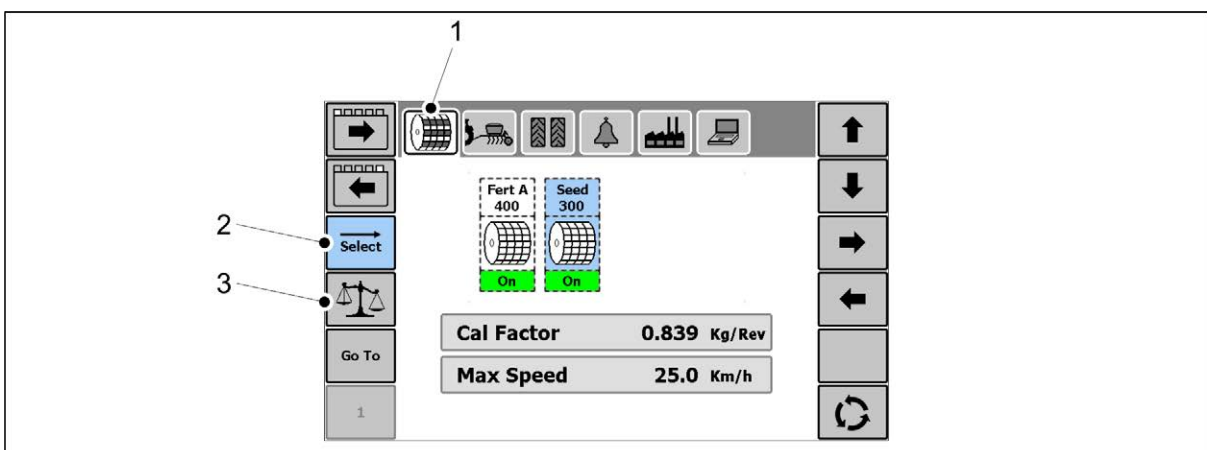 1
2
3
Select
Go To
1
Fert A
400
On
Seed
300
On
Cal Factor 0.839 Kg/Rev
Max Speed 25.0 Km/h